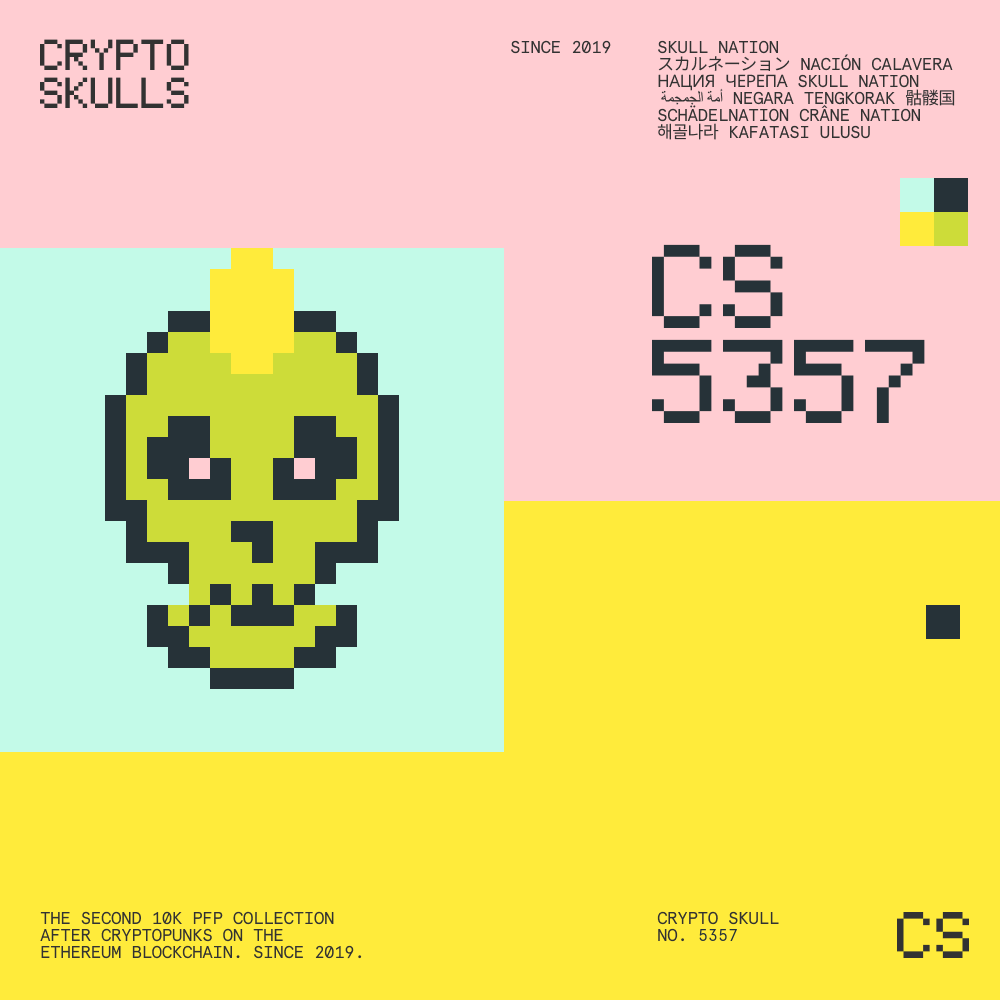 CRYPTO
SKULLS
SINCE 2019
SKULL NATION
スカルネーション NACIÓN CALAVERA
НАЦИЯ ЧЕРЕПА SKULL NATION
أمة الجمجمة NEGARA TENGKORAK 骷髅国
SCHÄDELNATION CRÂNE NATION
해골나라 KAFATASI ULUSU
CS
5357
THE SECOND 10K PFP COLLECTION
AFTER CRYPTOPUNKS ON THE
ETHEREUM BLOCKCHAIN. SINCE 2019.
CRYPTO SKULL
NO. 5357
CS